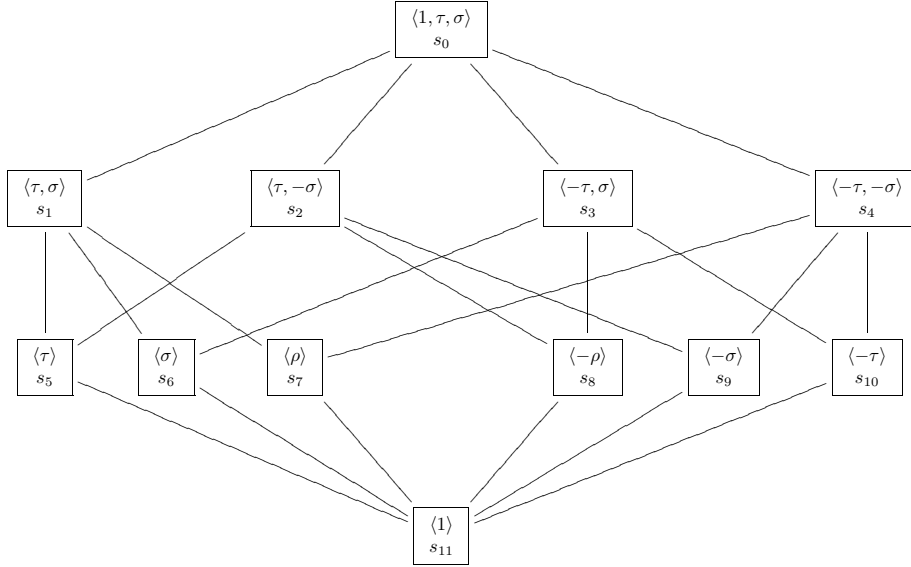 ⟨1, τ, σ⟩
s₀
⟨τ, σ⟩
s₁
⟨τ, −σ⟩
s₂
⟨−τ, σ⟩
s₃
⟨−τ, −σ⟩
s₄
⟨τ⟩
s₅
⟨σ⟩
s₆
⟨ρ⟩
s₇
⟨−ρ⟩
s₈
⟨−σ⟩
s₉
⟨−τ⟩
s₁₀
⟨1⟩
s₁₁